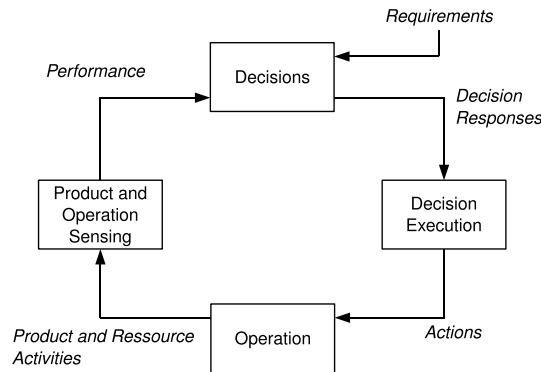 Requirements
Performance
Decisions
Decision
Responses
Product and
Operation
Sensing
Decision
Execution
Product and Ressource
Activities
Operation
Actions